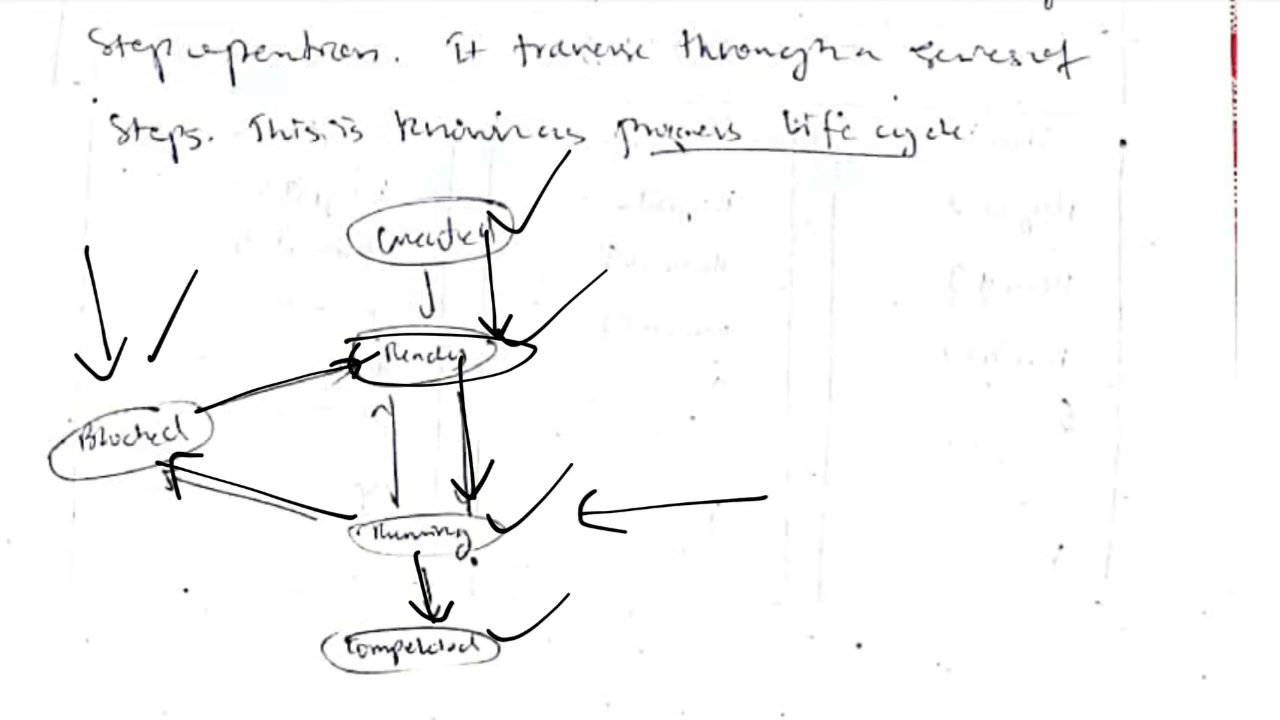 Step operation. It traverse through a series of
Steps. This is known as process life cycle.
Created
Ready
Blocked
Running
Completed